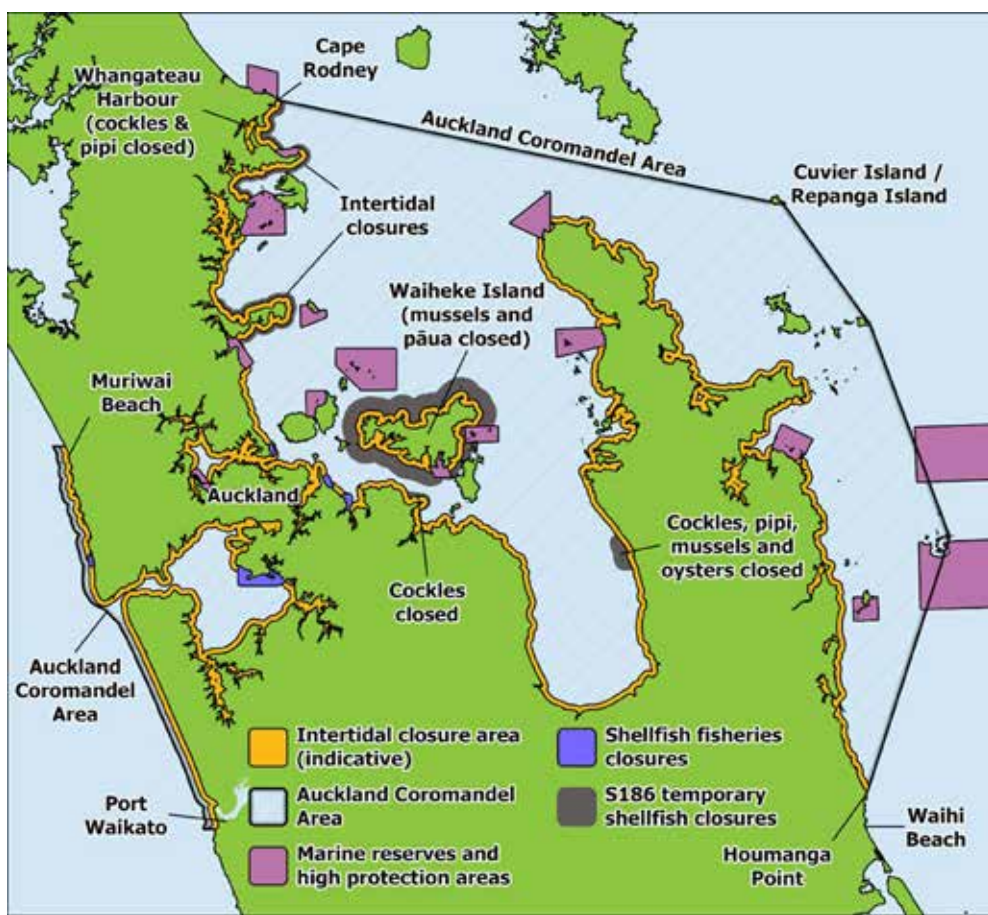 Cape
Rodney
Whangateau
Harbour
(cockles &
pipi closed)
Auckland Coromandel Area
Cuvier Island /
Repanga Island
Intertidal
closures
Waiheke Island
(mussels and
pāua closed)
Muriwai
Beach
Auckland
Cockles, pipi,
mussels and
oysters closed
Cockles
closed
Auckland
Coromandel
Area
Port
Waikato
Intertidal closure area
(indicative)
Auckland Coromandel
Area
Marine reserves and
high protection areas
Shellfish fisheries
closures
S186 temporary
shellfish closures
Waihi
Beach
Houmanga
Point